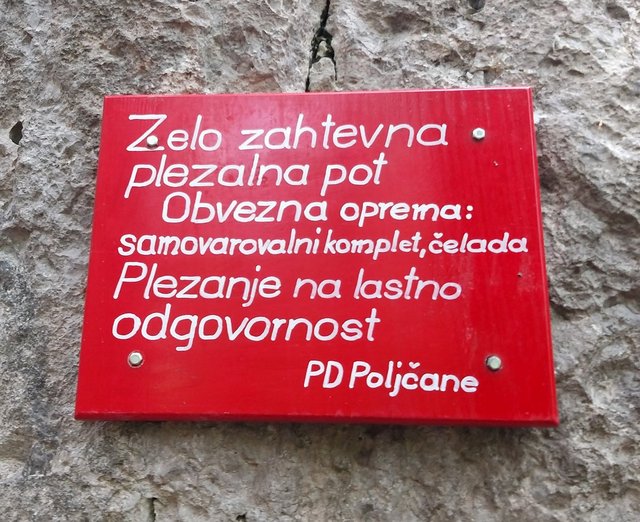 Zelo zahtevna
plezalna pot
Obvezna oprema:
samovarovalni komplet, čelada
Plezanje na lastno
odgovornost
PD Poljčane